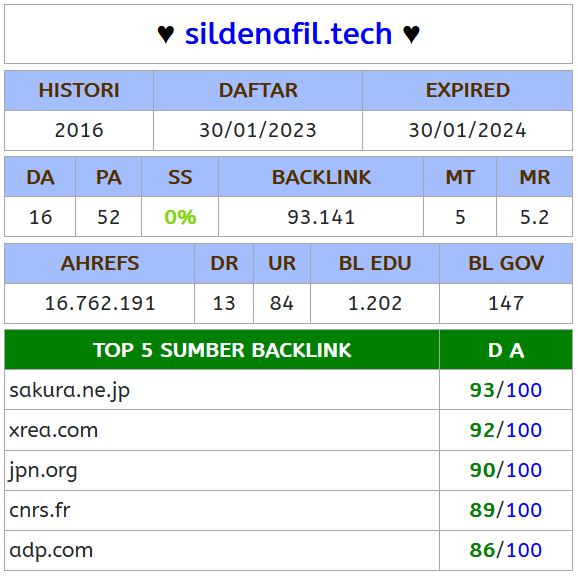 ♥ sildenafil.tech ♥
HISTORI DAFTAR EXPIRED
2016 30/01/2023 30/01/2024
DA PA SS BACKLINK MT MR
16 52 0% 93.141 5 5.2
AHREFS DR UR BL EDU BL GOV
16.762.191 13 84 1.202 147
TOP 5 SUMBER BACKLINK D A
sakura.ne.jp 93/100
xrea.com 92/100
jpn.org 90/100
cnrs.fr 89/100
adp.com 86/100